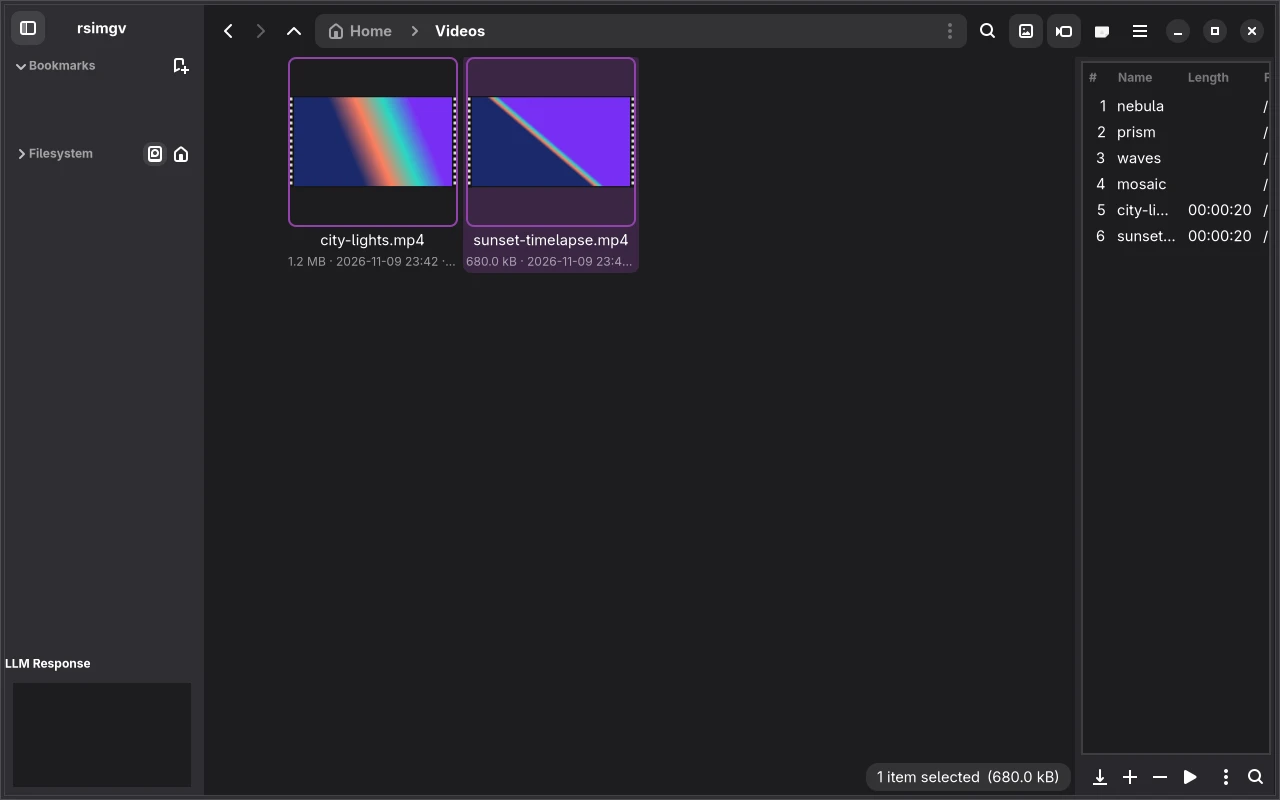 rsimgv
Bookmarks
Filesystem
LLM Response
Home
Videos
city-lights.mp4
1.2 MB · 2026-11-09 23:42 ·…
sunset-timelapse.mp4
680.0 kB · 2026-11-09 23:4…
1 item selected (680.0 kB)
# Name Length F
1 nebula /
2 prism /
3 waves /
4 mosaic /
5 city-li… 00:00:20 /
6 sunset… 00:00:20 /